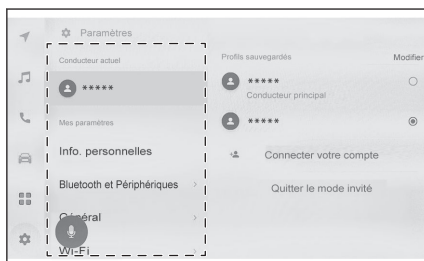 Paramètres
Conducteur actuel
*****
Mes paramètres
Info. personnelles
Bluetooth et Périphériques
Général
Wi-Fi
Profils sauvegardés
Modifier
*****
Conducteur principal
*****
Connecter votre compte
Quitter le mode invité